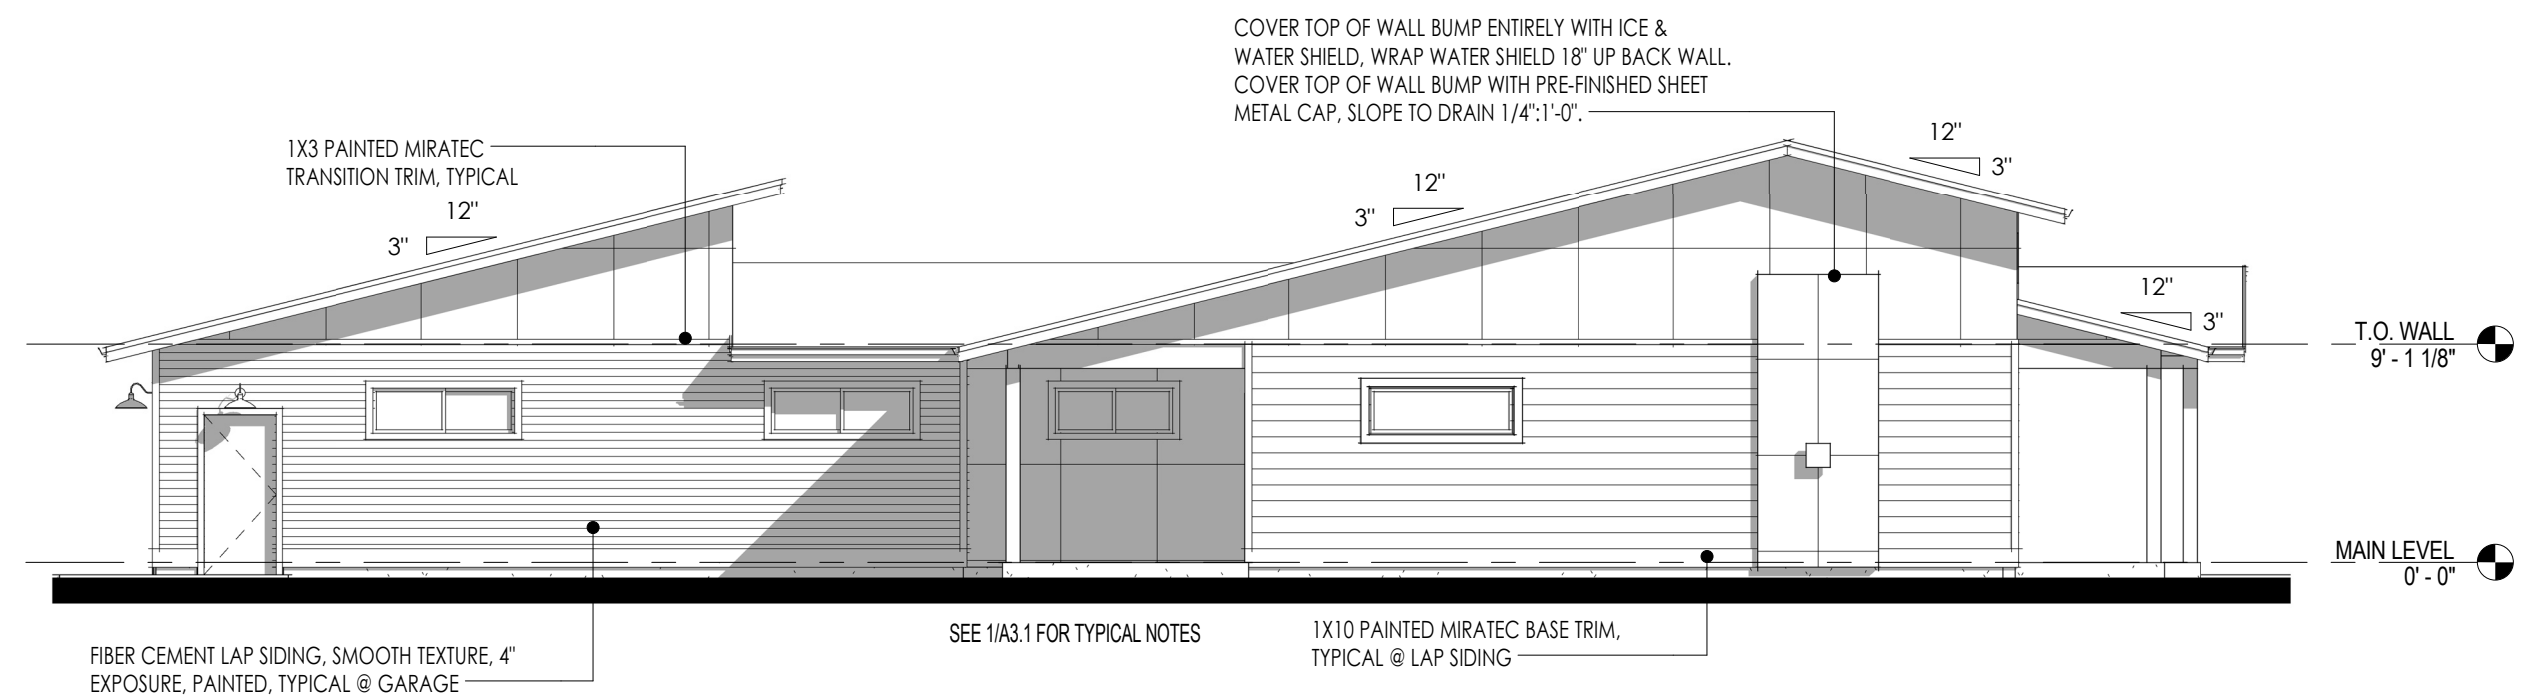 COVER TOP OF WALL BUMP ENTIRELY WITH ICE &
WATER SHIELD, WRAP WATER SHIELD 18" UP BACK WALL.
COVER TOP OF WALL BUMP WITH PRE-FINISHED SHEET
METAL CAP, SLOPE TO DRAIN 1/4":1'-0".
1X3 PAINTED MIRATEC
TRANSITION TRIM, TYPICAL
12"
3"
12"
3"
12"
3"
12"
3"
T.O. WALL
9' - 1 1/8"
MAIN LEVEL
0' - 0"
SEE 1/A3.1 FOR TYPICAL NOTES
1X10 PAINTED MIRATEC BASE TRIM,
TYPICAL @ LAP SIDING
FIBER CEMENT LAP SIDING, SMOOTH TEXTURE, 4"
EXPOSURE, PAINTED, TYPICAL @ GARAGE